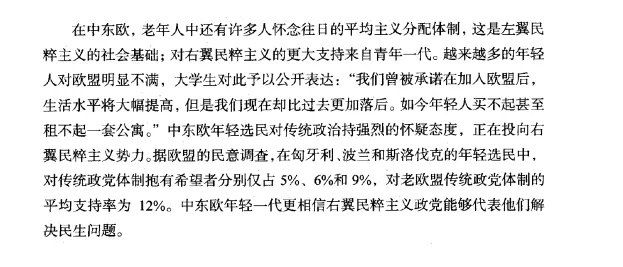 在中东欧，老年人中还有许多人怀念往日的平均主义分配体制，这是左翼民
粹主义的社会基础；对右翼民粹主义的更大支持来自青年一代。越来越多的年轻
人对欧盟明显不满，大学生对此予以公开表达：“我们曾被承诺在加入欧盟后，
生活水平将大幅提高，但是我们现在却比过去更加落后。如今年轻人买不起甚至
租不起一套公寓。”中东欧年轻选民对传统政治持强烈的怀疑态度，正在投向右
翼民粹主义势力。据欧盟的民意调查，在匈牙利、波兰和斯洛伐克的年轻选民中，
对传统政党体制抱有希望者分别仅占 5%、6%和 9%，对老欧盟传统政党体制的
平均支持率为 12%。中东欧年轻一代更相信右翼民粹主义政党能够代表他们解
决民生问题。